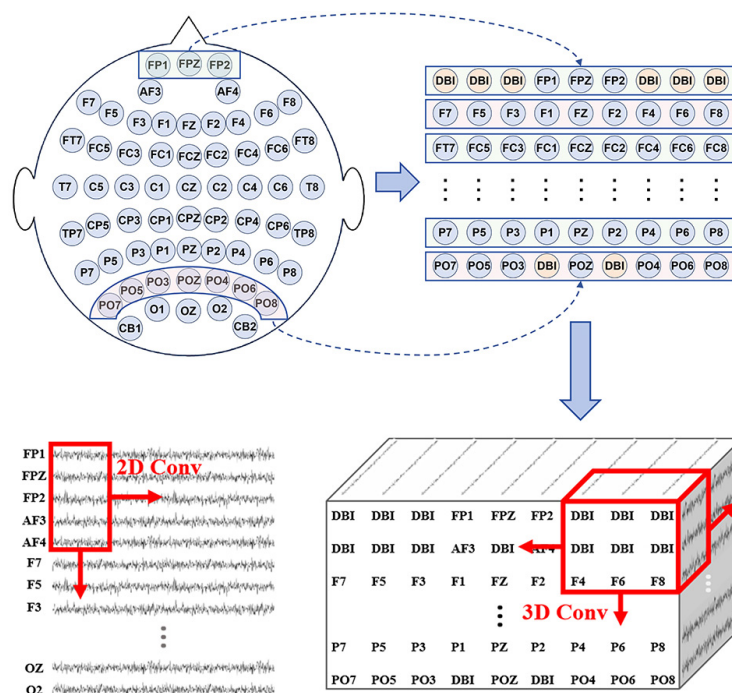 FP1 FPZ FP2
AF3 AF4
F7 F5 F3 F1 FZ F2 F4 F6 F8
FT7 FC5 FC3 FC1 FCZ FC2 FC4 FC6 FT8
T7 C5 C3 C1 CZ C2 C4 C6 T8
TP7 CP5 CP3 CP1 CPZ CP2 CP4 CP6 TP8
P7 P5 P3 P1 PZ P2 P4 P6 P8
PO7 PO5 PO3 POZ PO4 PO6 PO8
CB1 O1 OZ O2 CB2
DBI DBI DBI FP1 FPZ FP2 DBI DBI DBI
F7 F5 F3 F1 FZ F2 F4 F6 F8
FT7 FC5 FC3 FC1 FCZ FC2 FC4 FC6 FC8
P7 P5 P3 P1 PZ P2 P4 P6 P8
PO7 PO5 PO3 DBI POZ DBI PO4 PO6 PO8
FP1
FPZ
FP2
AF3
AF4
F7
F5
F3
OZ
O2
2D Conv
DBI DBI DBI FP1 FPZ FP2 DBI DBI DBI
DBI DBI DBI AF3 DBI AF4 DBI DBI DBI
F7 F5 F3 F1 FZ F2 F4 F6 F8
3D Conv
P7 P5 P3 P1 PZ P2 P4 P6 P8
PO7 PO5 PO3 DBI POZ DBI PO4 PO6 PO8